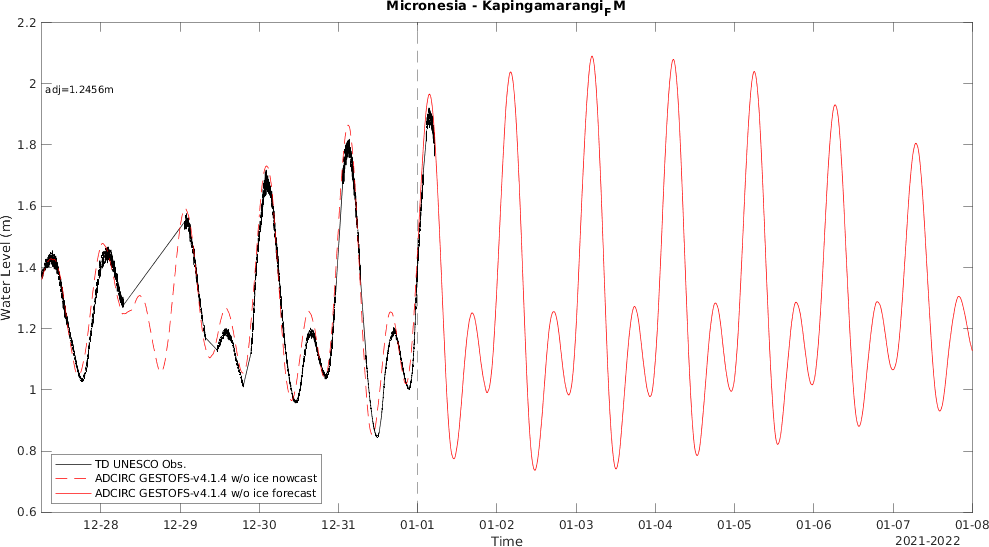 Micronesia - Kapingamarangi_FM
2.2
2
1.8
1.6
1.4
1.2
1
0.8
0.6
Water Level (m)
adj=1.2456m
TD UNESCO Obs.
ADCIRC GESTOFS-v4.1.4 w/o ice nowcast
ADCIRC GESTOFS-v4.1.4 w/o ice forecast
12-28 12-29 12-30 12-31 01-01 01-02 01-03 01-04 01-05 01-06 01-07 01-08
Time
2021-2022